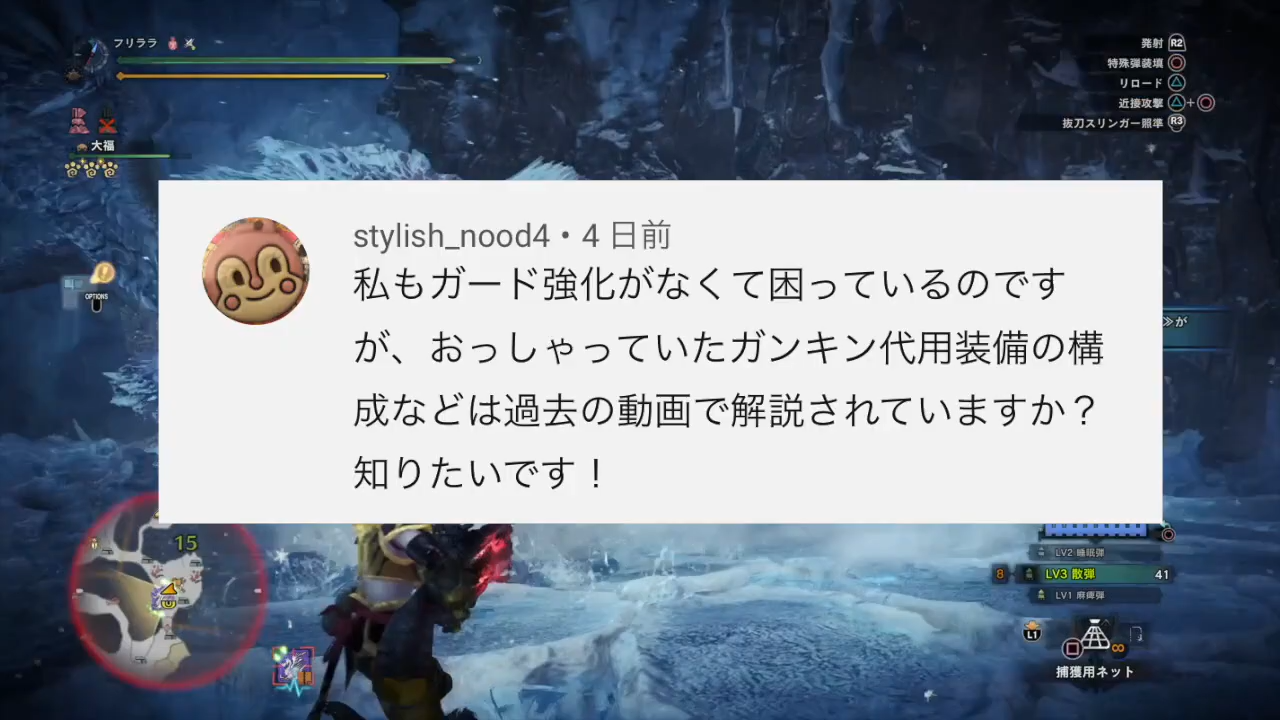 フリララ
発射 R2
特殊弾装填
リロード
近接攻撃 +
抜刀スリンガー照準 R3
大福
stylish_nood4・4 日前
私もガード強化がなくて困っているのです
が、おっしゃっていたガンキン代用装備の構
成などは過去の動画で解説されていますか？
知りたいです！
OPTIONS
≫が
15
LV2 睡眠弾
8 LV3 散弾 41
LV1 麻痺弾
L1
∞
捕獲用ネット